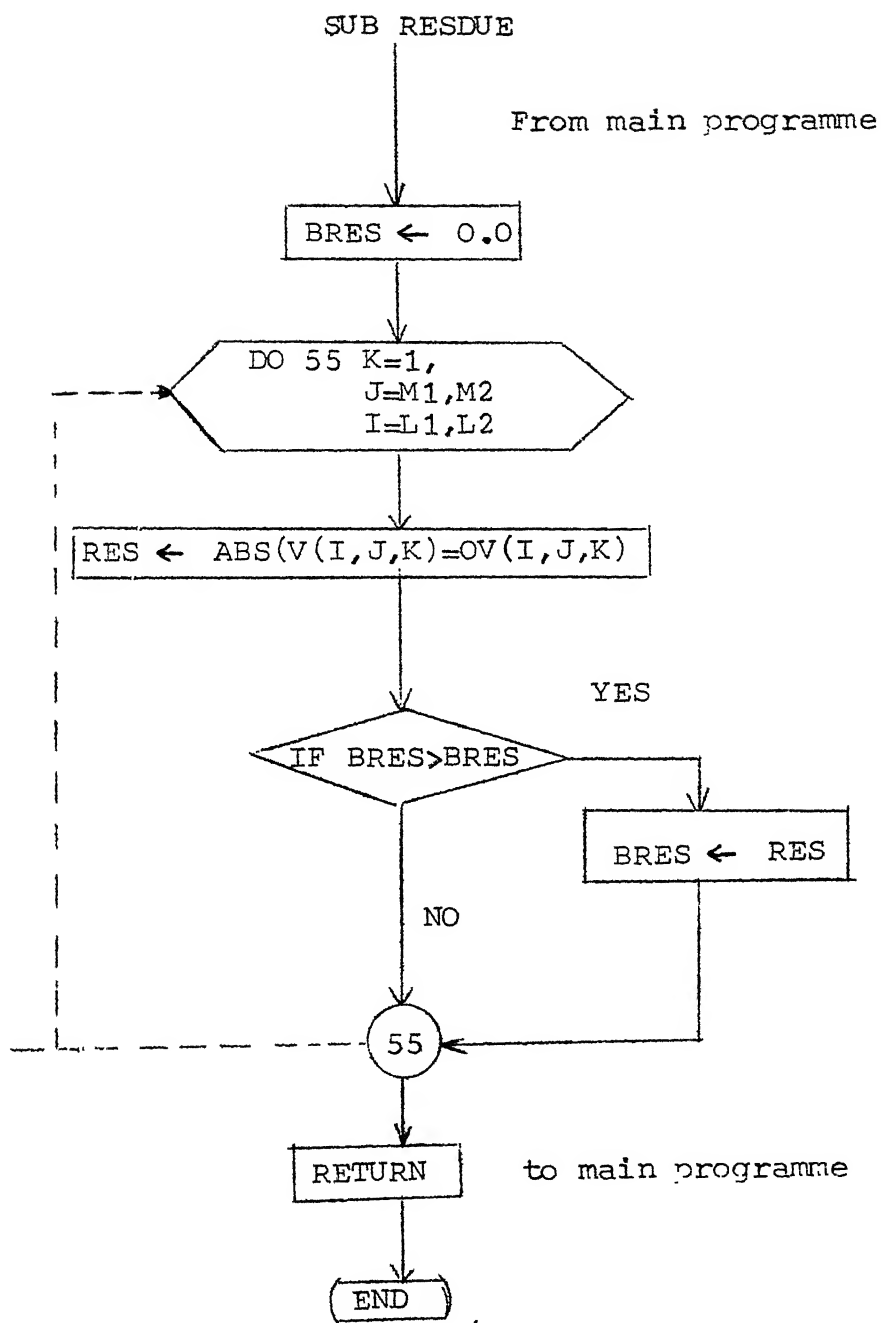 SUB RESDUE
From main programme
BRES ← 0.0
DO 55 K=1,
J=M1,M2
I=L1,L2
RES ← ABS(V(I,J,K)=OV(I,J,K)
YES
IF BRES>BRES
BRES ← RES
NO
55
RETURN
to main programme
(END)